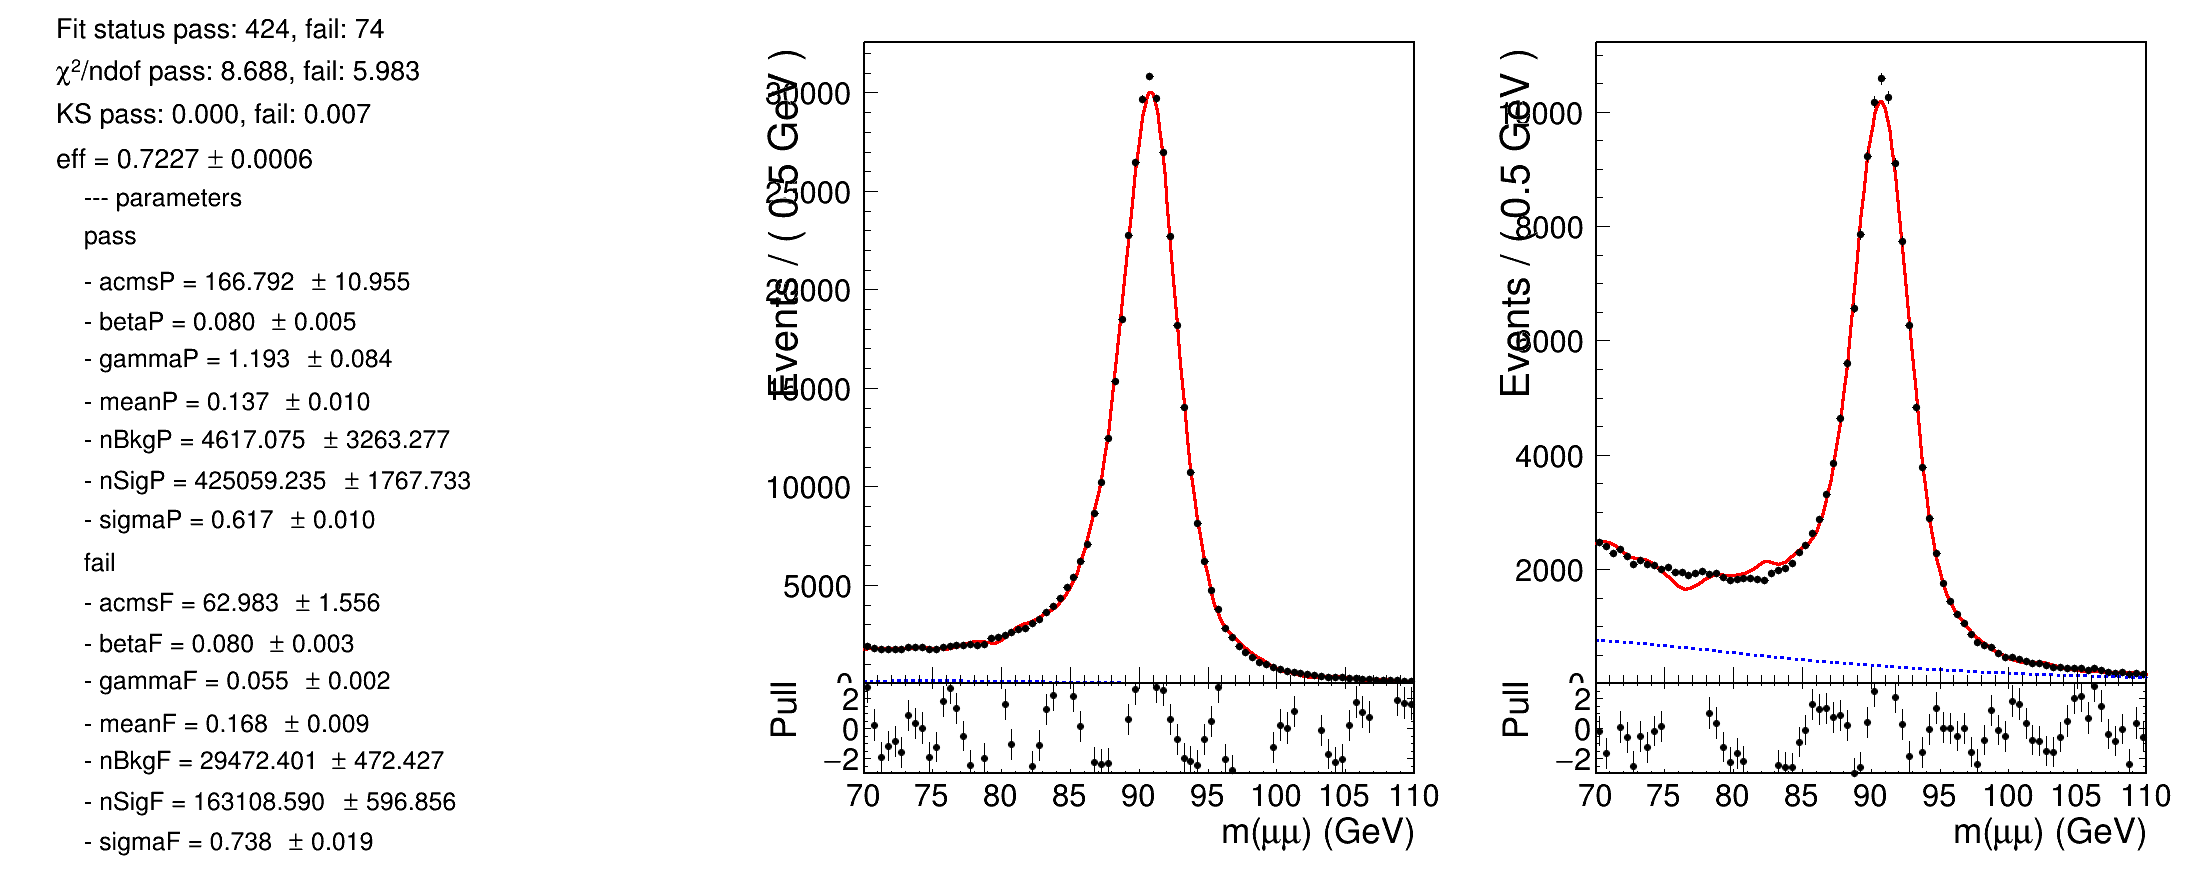 Fit status pass: 424, fail: 74
χ²/ndof pass: 8.688, fail: 5.983
KS pass: 0.000, fail: 0.007
eff = 0.7227 ± 0.0006
--- parameters
pass
- acmsP = 166.792 ± 10.955
- betaP = 0.080 ± 0.005
- gammaP = 1.193 ± 0.084
- meanP = 0.137 ± 0.010
- nBkgP = 4617.075 ± 3263.277
- nSigP = 425059.235 ± 1767.733
- sigmaP = 0.617 ± 0.010
fail
- acmsF = 62.983 ± 1.556
- betaF = 0.080 ± 0.003
- gammaF = 0.055 ± 0.002
- meanF = 0.168 ± 0.009
- nBkgF = 29472.401 ± 472.427
- nSigF = 163108.590 ± 596.856
- sigmaF = 0.738 ± 0.019
Events / ( 0.5 GeV )
30000
25000
20000
15000
10000
5000
0
Pull
2
0
−2
70 75 80 85 90 95 100 105 110
m(μμ) (GeV)
Events / ( 0.5 GeV )
10000
8000
6000
4000
2000
0
Pull
2
0
−2
70 75 80 85 90 95 100 105 110
m(μμ) (GeV)